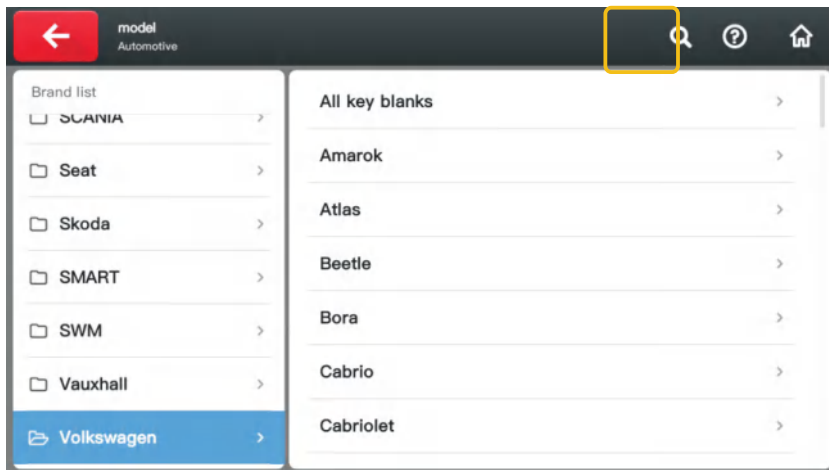 model
Automotive
Brand list
SCANIA
Seat
Skoda
SMART
SWM
Vauxhall
Volkswagen
All key blanks
Amarok
Atlas
Beetle
Bora
Cabrio
Cabriolet